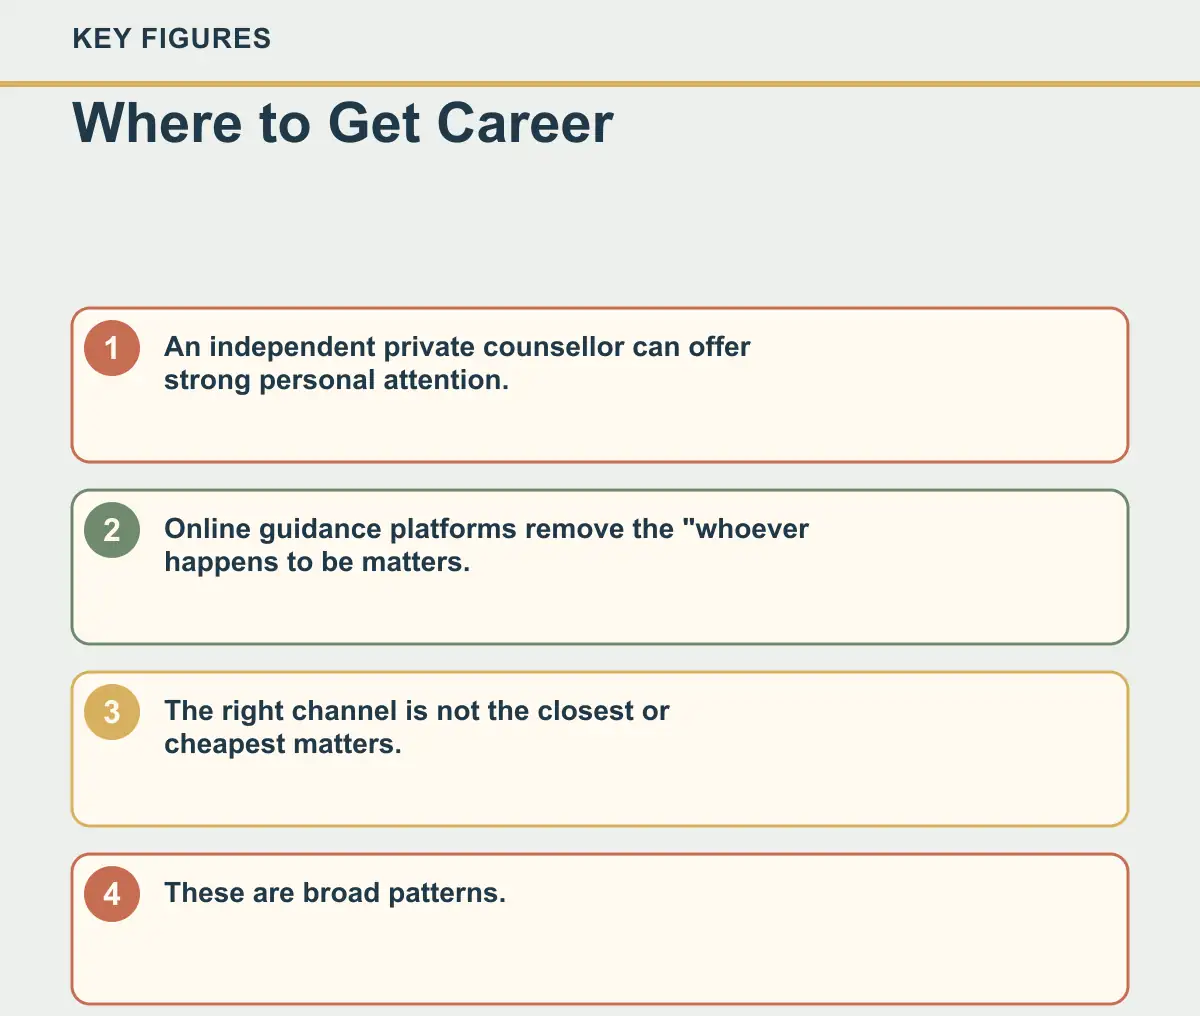 KEY FIGURES
Where to Get Career
1
An independent private counsellor can offer
strong personal attention.
2
Online guidance platforms remove the "whoever
happens to be matters.
3
The right channel is not the closest or
cheapest matters.
4
These are broad patterns.